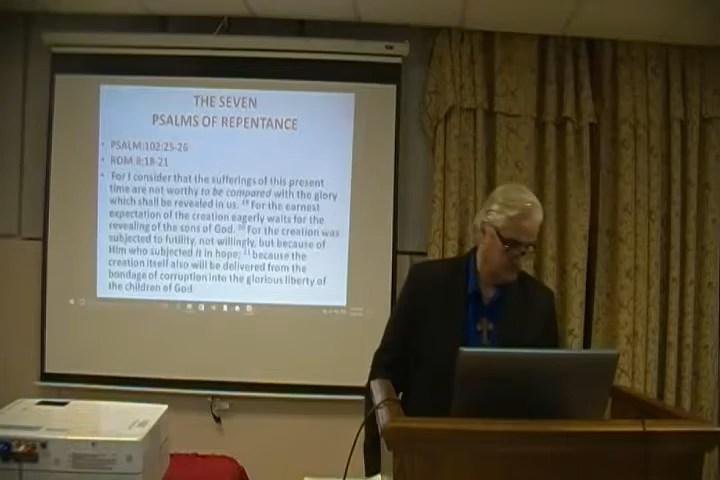 THE SEVEN
PSALMS OF REPENTANCE
• PSALM:102:25-26
• ROM 8:18-21
• For I consider that the sufferings of this present
time are not worthy to be compared with the glory
which shall be revealed in us. 19 For the earnest
expectation of the creation eagerly waits for the
revealing of the sons of God. 20 For the creation was
subjected to futility, not willingly, but because of
Him who subjected it in hope; 21 because the
creation itself also will be delivered from the
bondage of corruption into the glorious liberty of
the children of God.